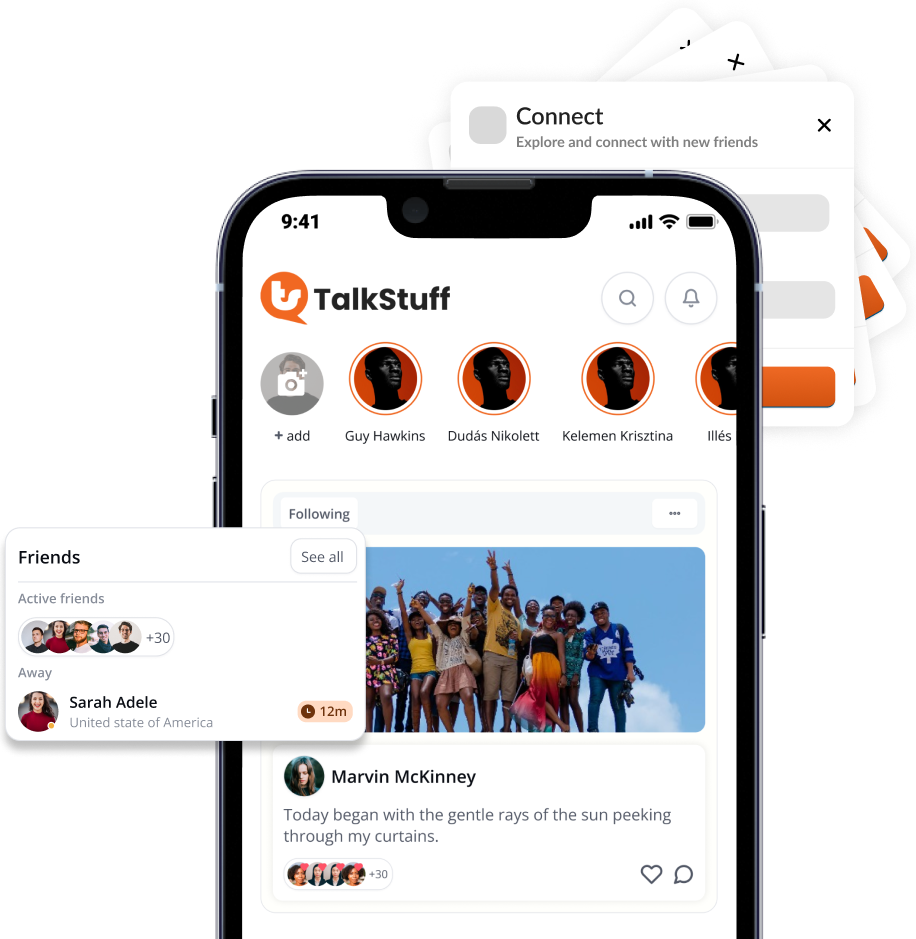 Connect
Explore and connect with new friends
9:41
TalkStuff
+ add
Guy Hawkins
Dudás Nikolett
Kelemen Krisztina
Illés
Following
Friends
See all
Active friends
+30
Away
Sarah Adele
United state of America
12m
Marvin McKinney
Today began with the gentle rays of the sun peeking
through my curtains.
+30